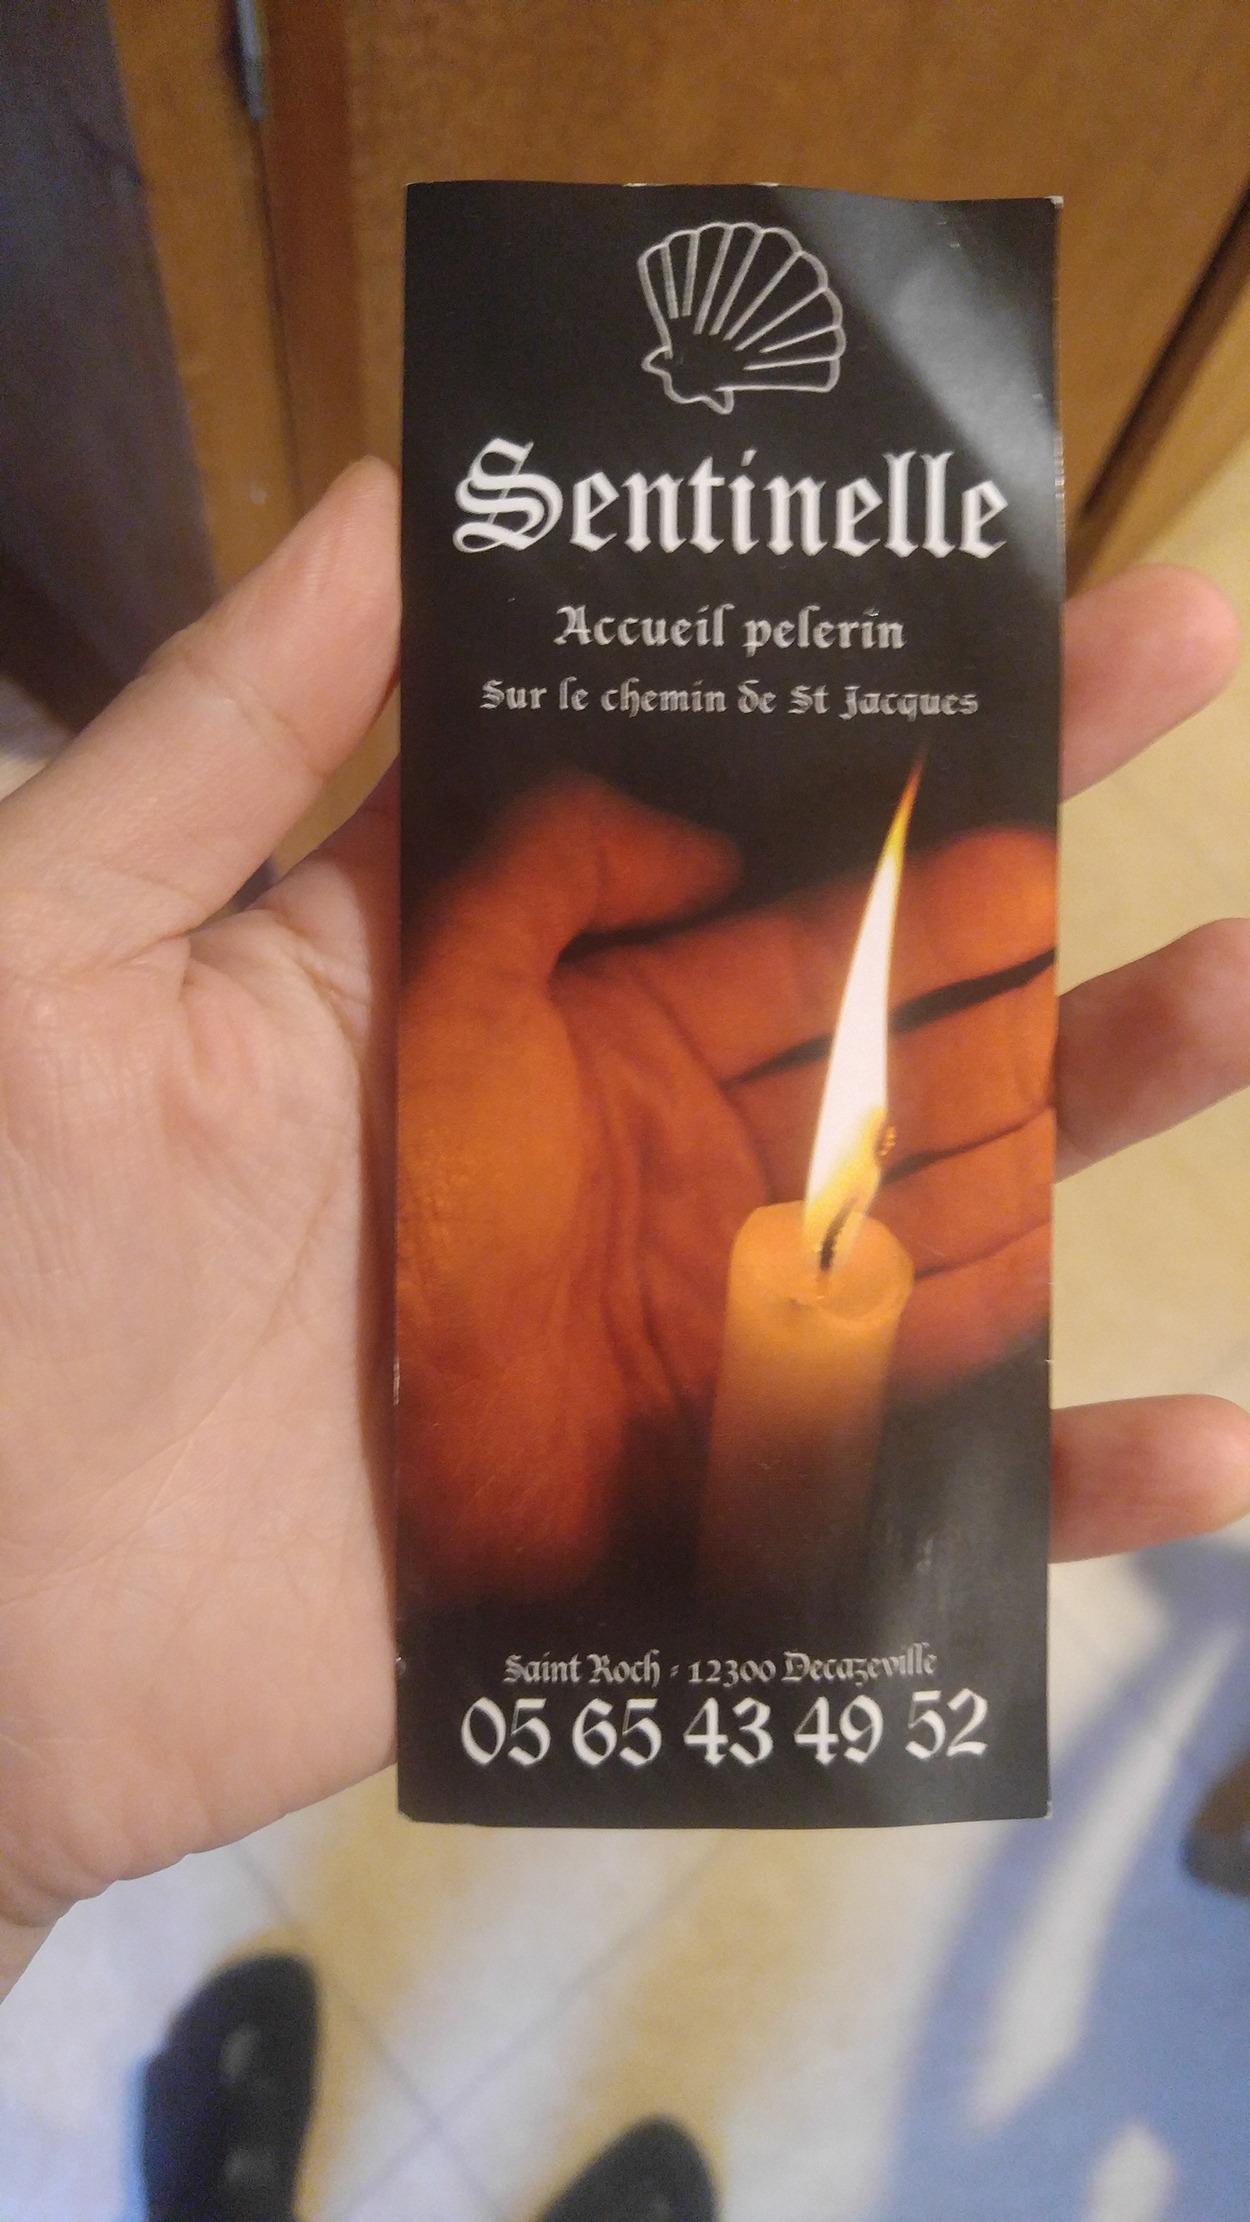 Sentinelle
Accueil pelerin
Sur le chemin de St Jacques
Saint Roch - 12300 Decazeville
05 65 43 49 52